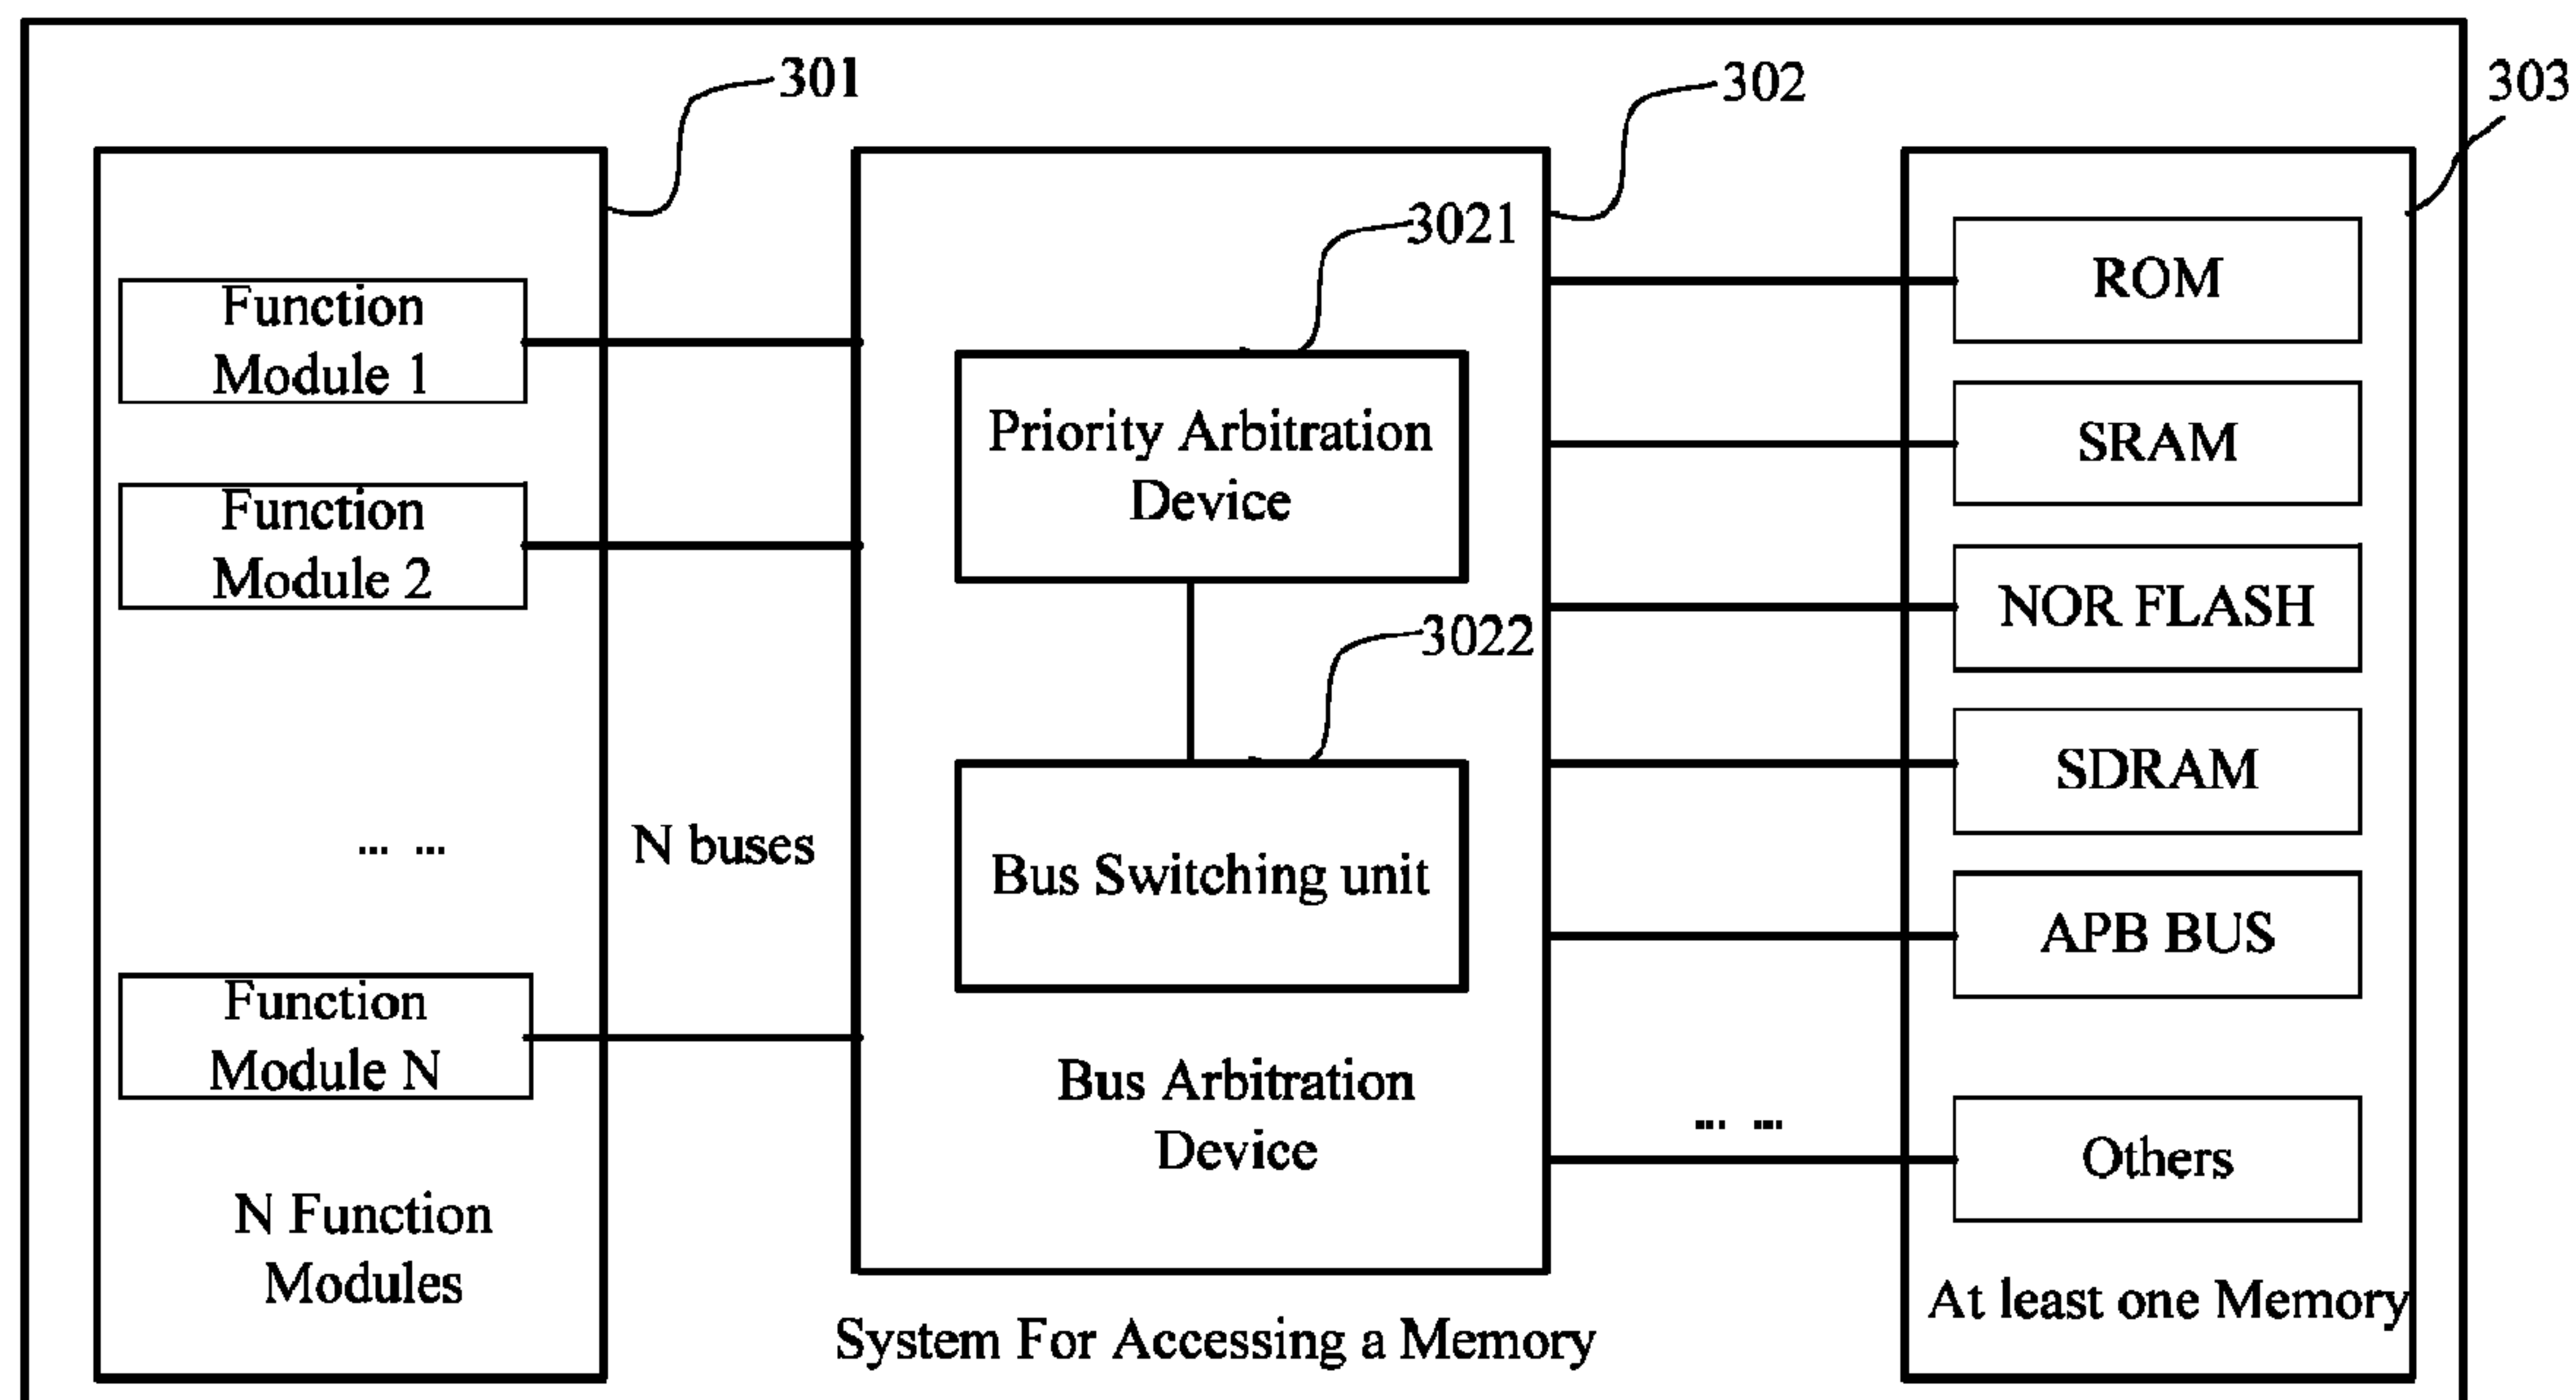 301
302
303
Function
Module 1
Function
Module 2
... ...
Function
Module N
N Function
Modules
N buses
3021
Priority Arbitration
Device
3022
Bus Switching unit
Bus Arbitration
Device
System For Accessing a Memory
... ...
ROM
SRAM
NOR FLASH
SDRAM
APB BUS
Others
At least one Memory